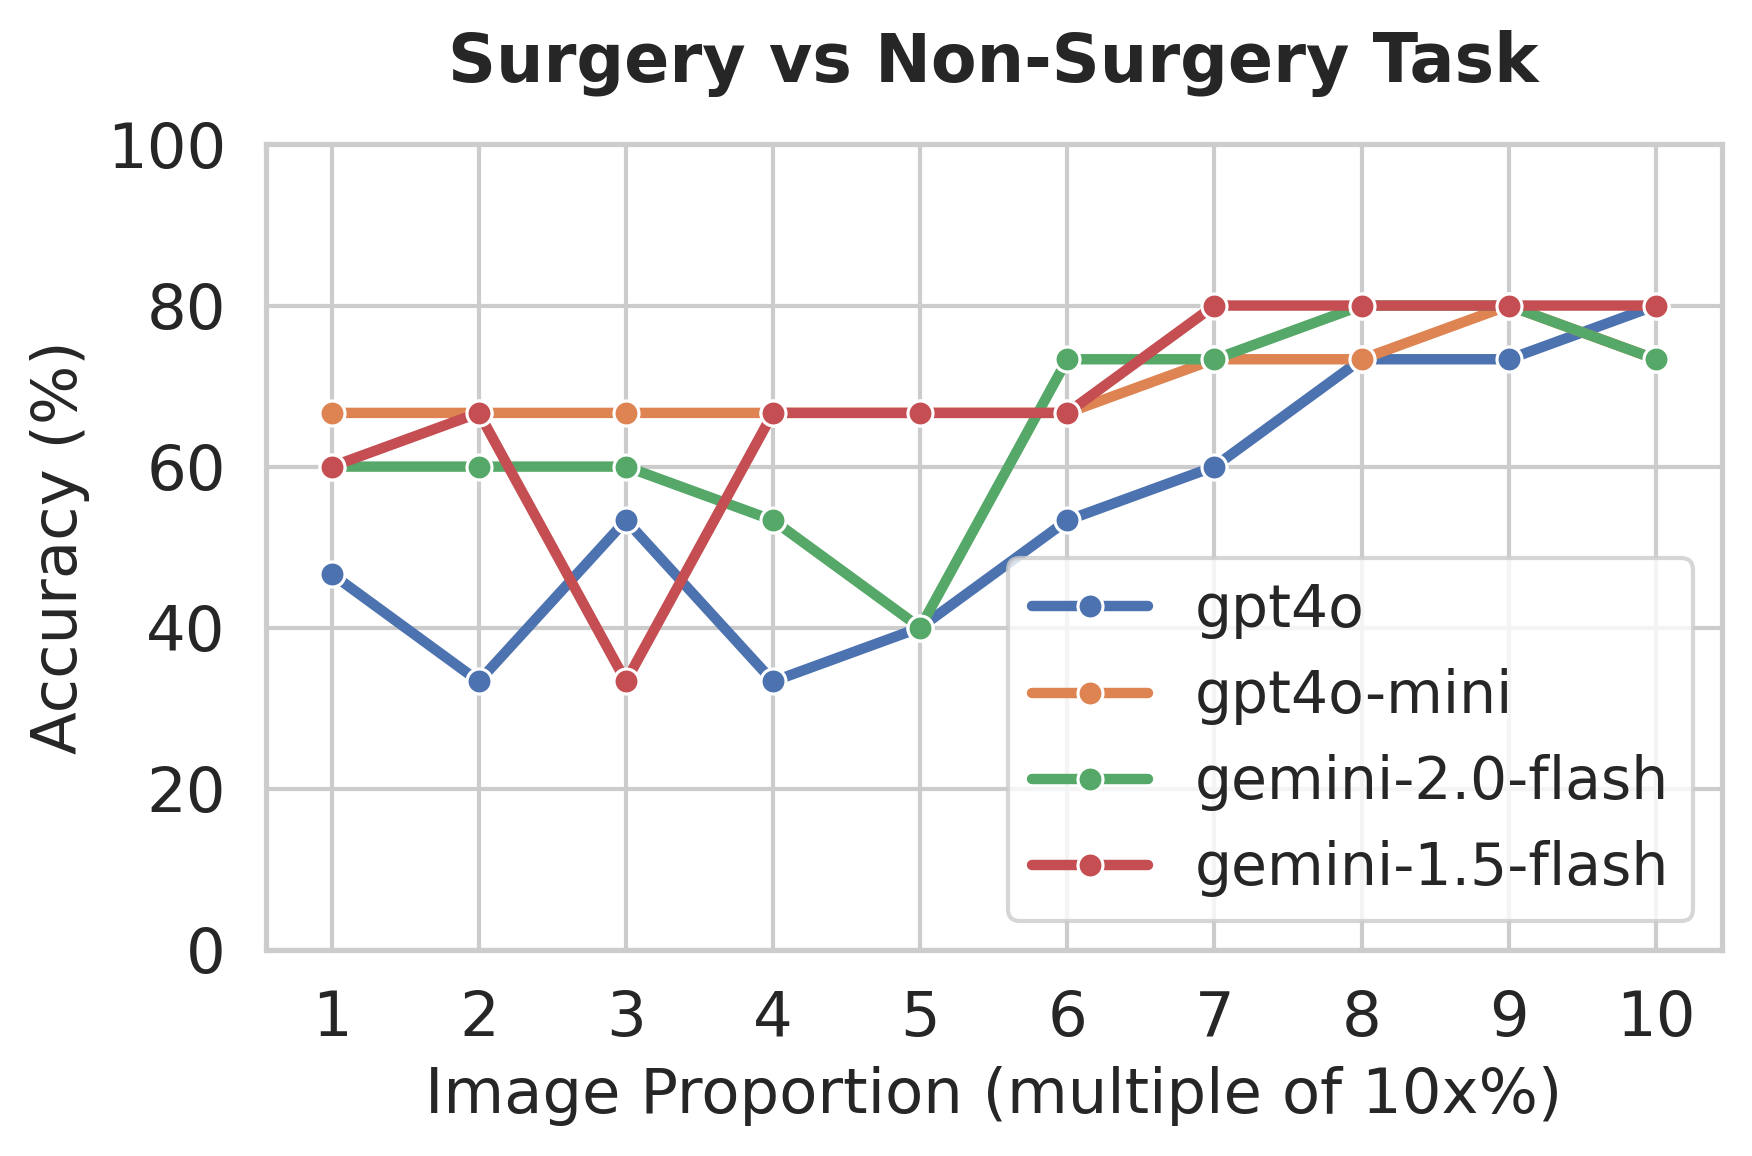 Surgery vs Non-Surgery Task
100
80
60
40
20
0
Accuracy (%)
gpt4o
gpt4o-mini
gemini-2.0-flash
gemini-1.5-flash
1 2 3 4 5 6 7 8 9 10
Image Proportion (multiple of 10x%)